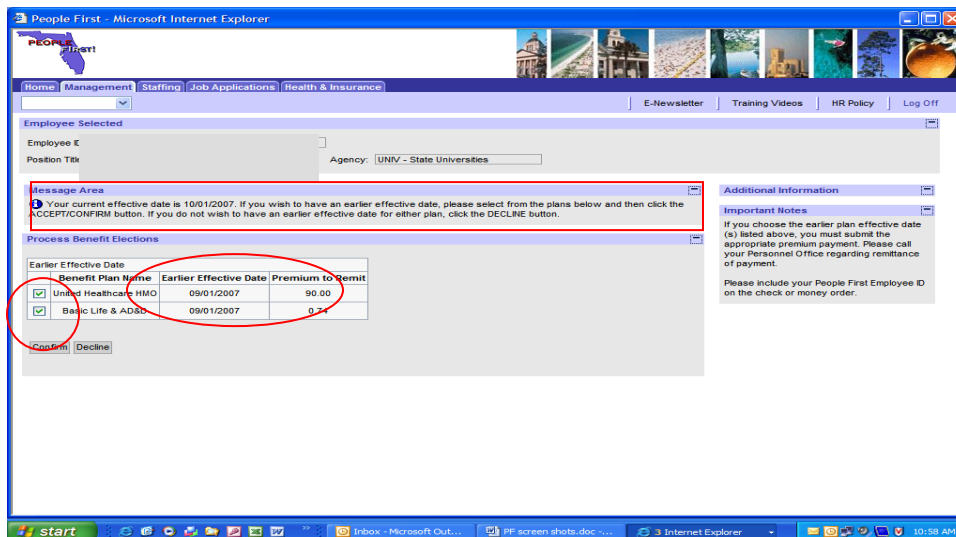 People First - Microsoft Internet Explorer
PEOPLE
FIRST!
Home Management Staffing Job Applications Health & Insurance
E-Newsletter Training Videos HR Policy Log Off
Employee Selected
Employee
Position Title
Agency: UNIV - State Universities
Message Area
Your current effective date is 10/01/2007. If you wish to have an earlier effective date, please select from the plans below and then click the
ACCEPT/CONFIRM button. If you do not wish to have an earlier effective date for either plan, click the DECLINE button.
Process Benefit Elections
Earlier Effective Date
Benefit Plan Name Earlier Effective Date Premium to Remit
United Healthcare HMO 09/01/2007 90.00
Basic Life & AD&D 09/01/2007 0.74
Confirm Decline
Additional Information
Important Notes
If you choose the earlier plan effective date
(s) listed above, you must submit the
appropriate premium payment. Please call
your Personnel Office regarding remittance
of payment.
Please include your People First Employee ID
on the check or money order.
start Inbox - Microsoft Out... PF screen shots.doc -... 3 Internet Explorer 10:58 AM